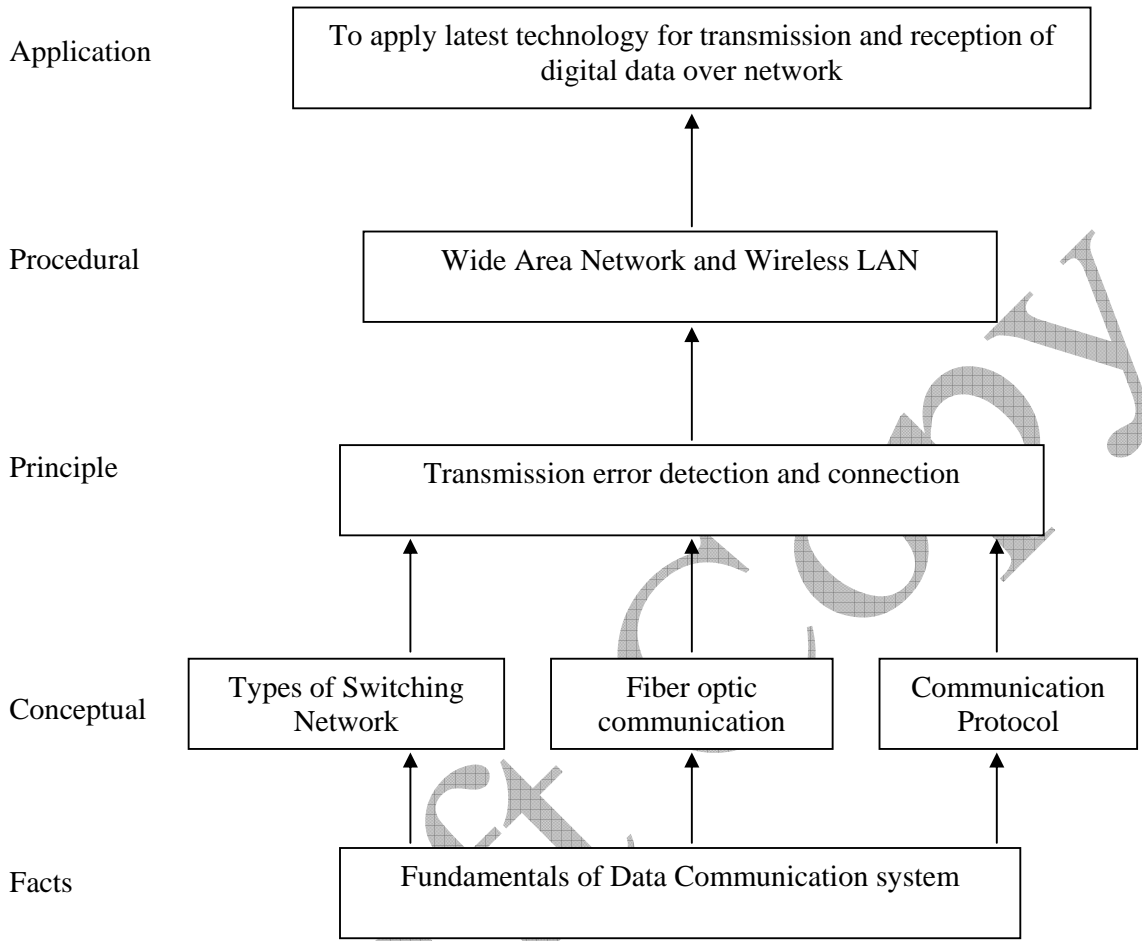 Application
To apply latest technology for transmission and reception of
digital data over network
Procedural
Wide Area Network and Wireless LAN
Principle
Transmission error detection and connection
Conceptual
Types of Switching
Network
Fiber optic
communication
Communication
Protocol
Facts
Fundamentals of Data Communication system
ft Copy